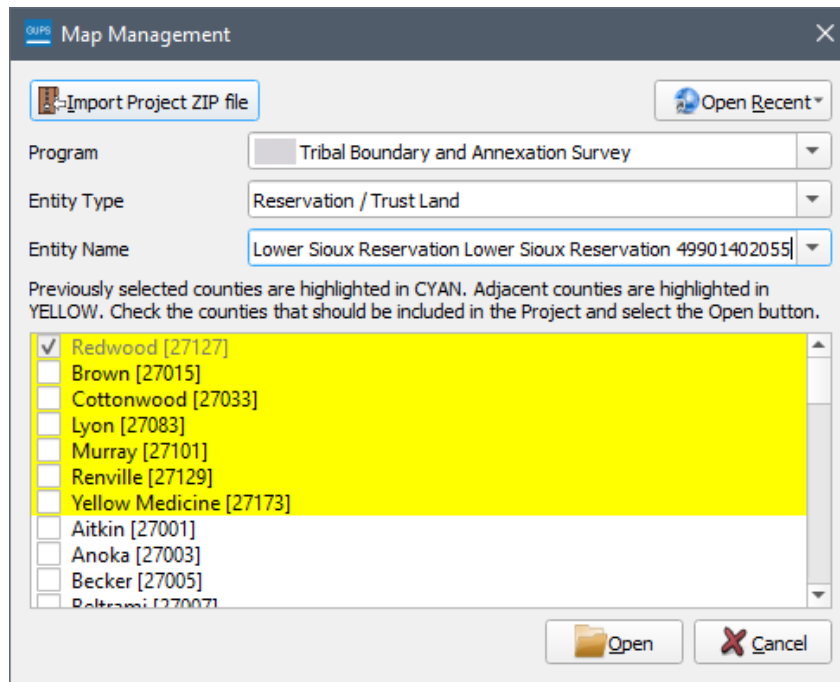 GUPS Map Management
Import Project ZIP file Open Recent
Program Tribal Boundary and Annexation Survey
Entity Type Reservation / Trust Land
Entity Name Lower Sioux Reservation Lower Sioux Reservation 49901402055
Previously selected counties are highlighted in CYAN. Adjacent counties are highlighted in
YELLOW. Check the counties that should be included in the Project and select the Open button.
Redwood [27127]
Brown [27015]
Cottonwood [27033]
Lyon [27083]
Murray [27101]
Renville [27129]
Yellow Medicine [27173]
Aitkin [27001]
Anoka [27003]
Becker [27005]
Beltrami [27007]
Open Cancel